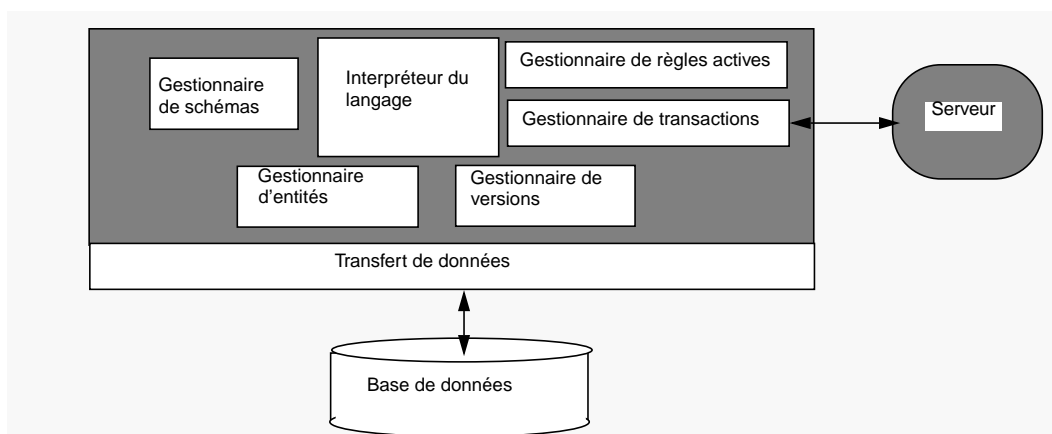 Gestionnaire
de schémas
Interpréteur du
langage
Gestionnaire de règles actives
Gestionnaire de transactions
Serveur
Gestionnaire
d'entités
Gestionnaire de
versions
Transfert de données
Base de données